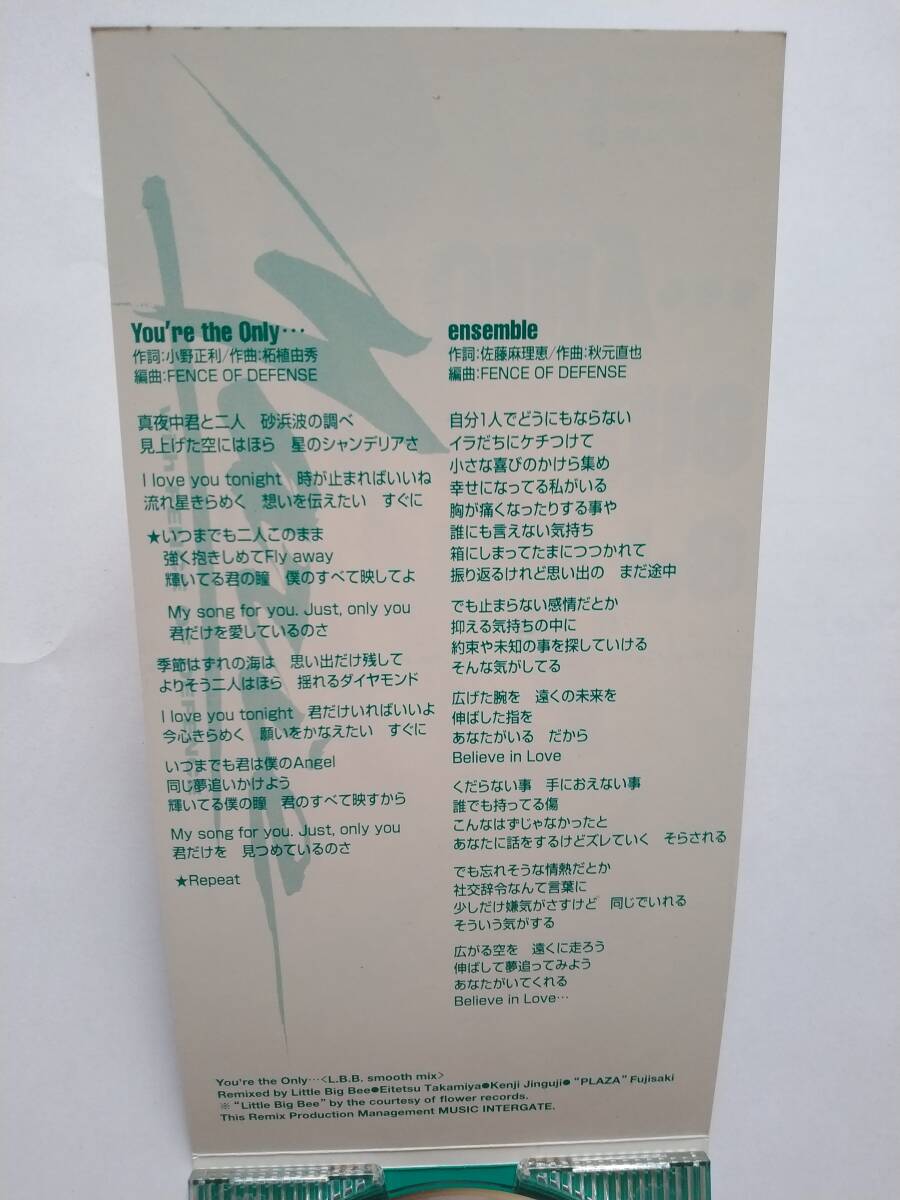 You're the Only…
作詞:小野正利/作曲:柘植由秀
編曲:FENCE OF DEFENSE
真夜中君と二人　砂浜波の調べ
見上げた空にはほら　星のシャンデリアさ
I love you tonight　時が止まればいいね
流れ星きらめく　想いを伝えたい　すぐに
★いつまでも二人このまま
強く抱きしめてFly away
輝いてる君の瞳　僕のすべて映してよ
My song for you. Just, only you
君だけを愛しているのさ
季節はずれの海は　思い出だけ残して
よりそう二人はほら　揺れるダイヤモンド
I love you tonight　君だけいればいいよ
今心きらめく　願いをかなえたい　すぐに
いつまでも君は僕のAngel
同じ夢追いかけよう
輝いてる僕の瞳　君のすべて映すから
My song for you. Just, only you
君だけを　見つめているのさ
★Repeat
ensemble
作詞:佐藤麻理恵/作曲:秋元直也
編曲:FENCE OF DEFENSE
自分1人でどうにもならない
イラだちにケチつけて
小さな喜びのかけら集め
幸せになってる私がいる
胸が痛くなったりする事や
誰にも言えない気持ち
箱にしまってたまにつつかれて
振り返るけれど思い出の　まだ途中
でも止まらない感情だとか
抑える気持ちの中に
約束や未知の事を探していける
そんな気がしてる
広げた腕を　遠くの未来を
伸ばした指を
あなたがいる　だから
Believe in Love
くだらない事　手におえない事
誰でも持ってる傷
こんなはずじゃなかったと
あなたに話をするけどズレていく　そらされる
でも忘れそうな情熱だとか
社交辞令なんて言葉に
少しだけ嫌気がさすけど　同じでいれる
そういう気がする
広がる空を　遠くに走ろう
伸ばして夢追ってみよう
あなたがいてくれる
Believe in Love…
You're the Only…〈L.B.B. smooth mix〉
Remixed by Little Big Bee●Eitetsu Takamiya●Kenji Jinguji● "PLAZA" Fujisaki
※ "Little Big Bee" by the courtesy of flower records.
This Remix Production Management MUSIC INTERGATE.